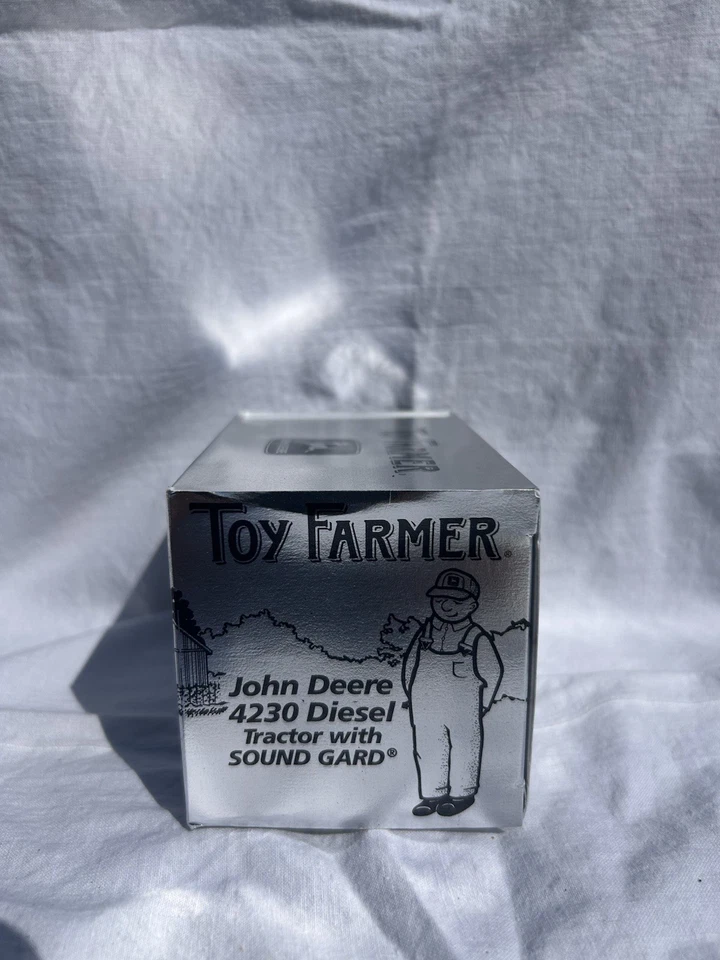 TOY FARMER®
John Deere
4230 Diesel
Tractor with
SOUND GARD®